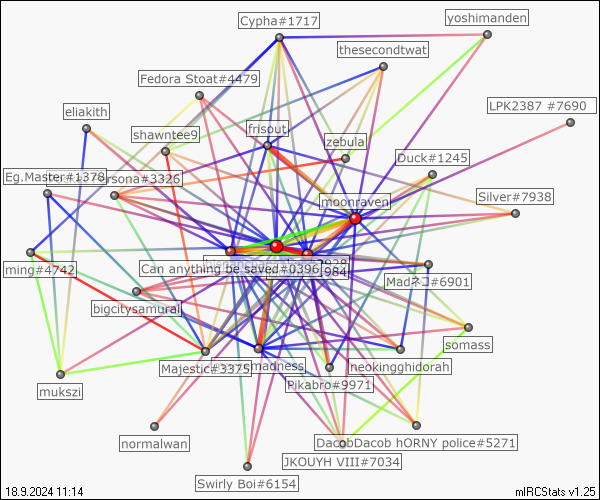 Cypha#1717
yoshimanden
thesecondtwat
Fedora Stoat#4479
LPK2387 #7690
eliakith
shawntee9
frisout
zebula
Duck#1245
Eg.Master#1378
ersona#3326
moonraven
Silver#7938
ming#4742
Can anything be saved#0396
984
Madネコ#6901
bigcitysamurai
somass
Majestic#3375
madness
heokingghidorah
Pikabro#9971
mukszi
normalwan
DacobDacob hORNY police#5271
JKOUYH VIII#7034
Swirly Boi#6154
18.9.2024 11:14
mIRCStats v1.25